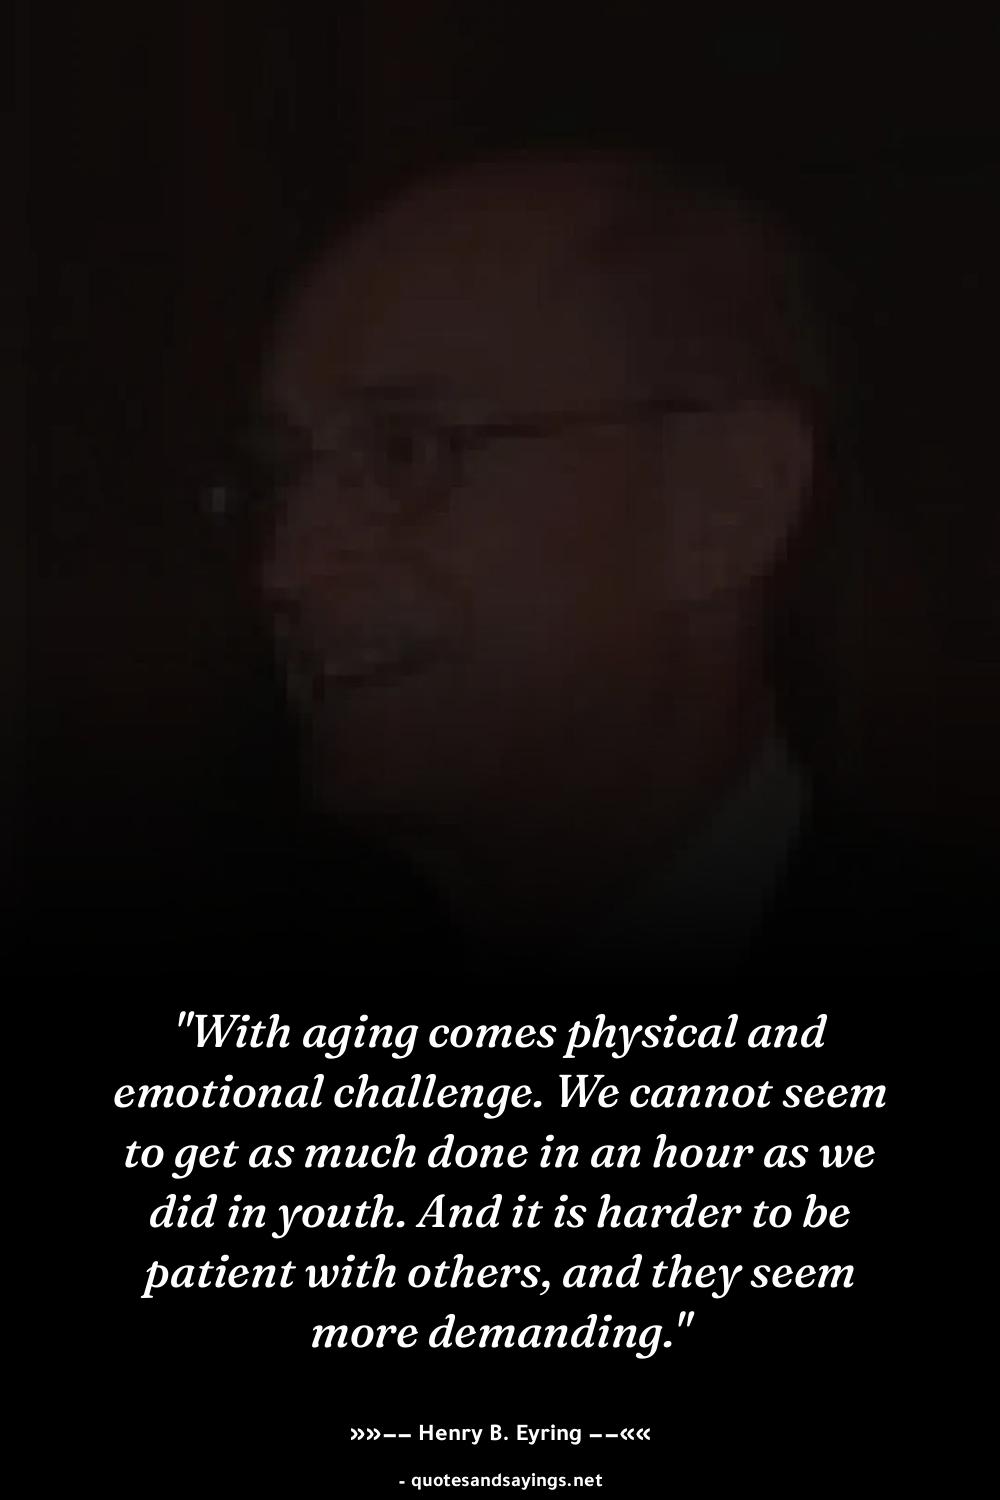 "With aging comes physical and
emotional challenge. We cannot seem
to get as much done in an hour as we
did in youth. And it is harder to be
patient with others, and they seem
more demanding."
»»–– Henry B. Eyring ––««
- quotesandsayings.net